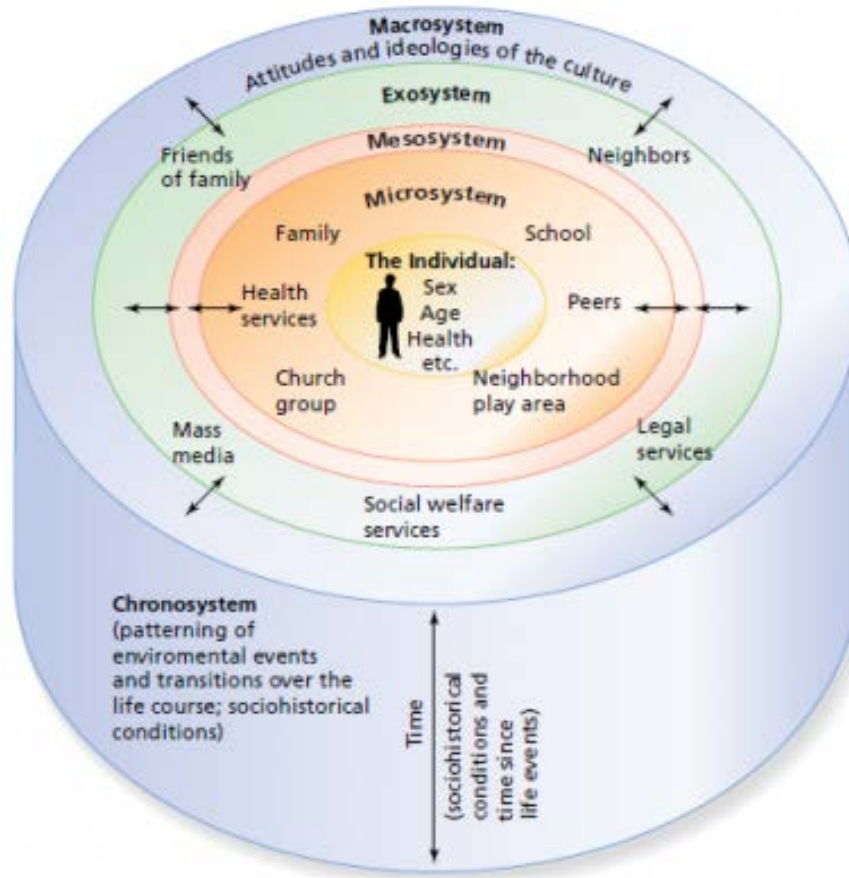 Macrosystem
Attitudes and ideologies of the culture
Exosystem
Mesosystem
Friends
of family
Neighbors
Microsystem
Family
School
The Individual:
Sex
Age
Health
etc.
Health
services
Peers
Church
group
Neighborhood
play area
Mass
media
Legal
services
Social welfare
services
Chronosystem
(patterning of
enviromental events
and transitions over the
life course; sociohistorical
conditions)
Time
(sociohistorical
conditions and
time since
life events)